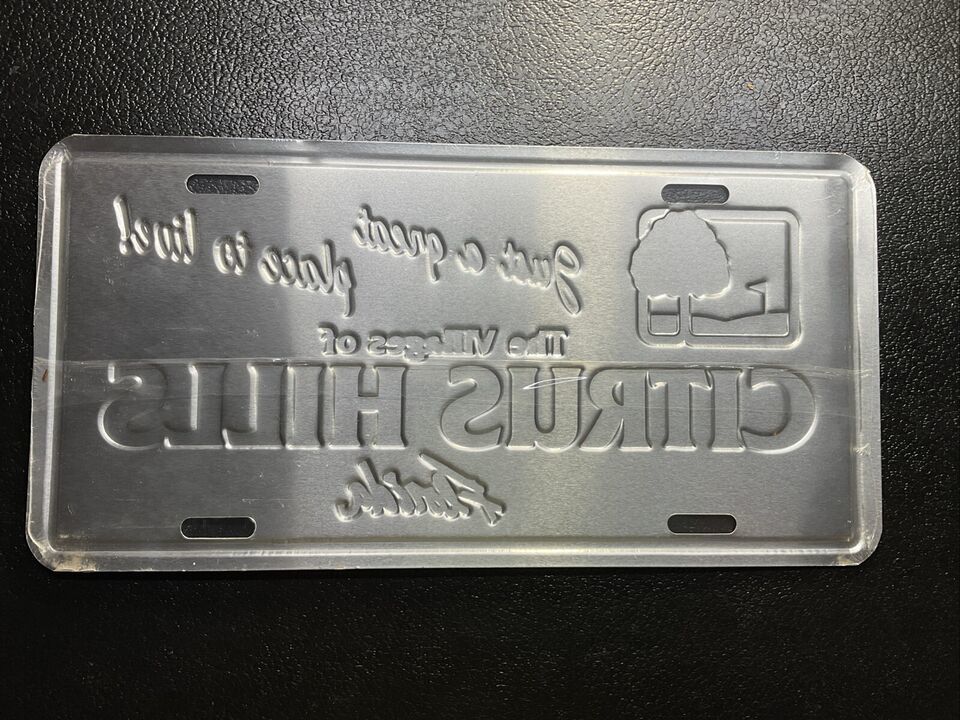 Just a great
place to live!
The Villages of
CITRUS HILLS
Florida